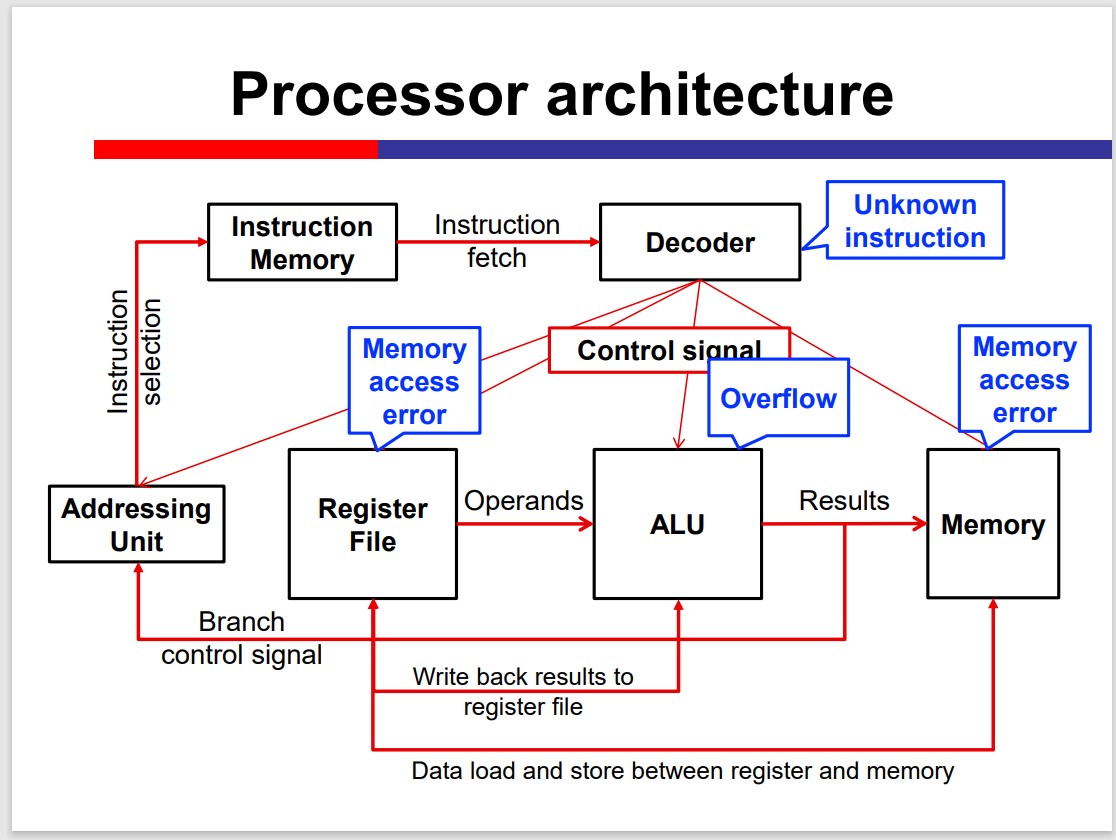 Processor architecture
Instruction
Memory
Instruction
fetch
Decoder
Unknown
instruction
Instruction
selection
Memory
access
error
Control signal
Overflow
Memory
access
error
Addressing
Unit
Register
File
Operands
ALU
Results
Memory
Branch
control signal
Write back results to
register file
Data load and store between register and memory